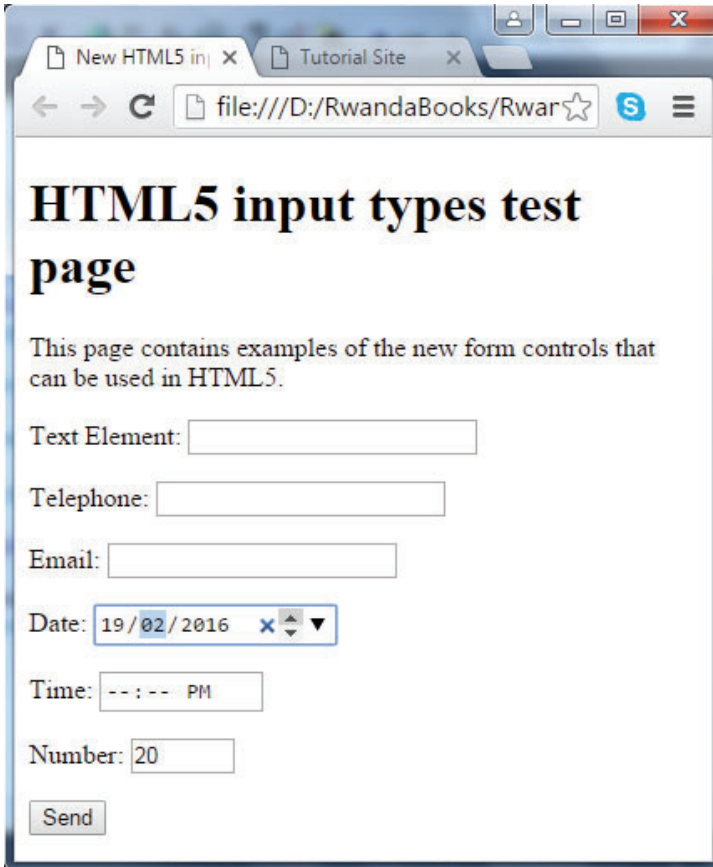 New HTML5 in
Tutorial Site
file:///D:/RwandaBooks/Rwar
HTML5 input types test
page
This page contains examples of the new form controls that
can be used in HTML5.
Text Element:
Telephone:
Email:
Date: 19/02/2016
Time: --:-- PM
Number: 20
Send